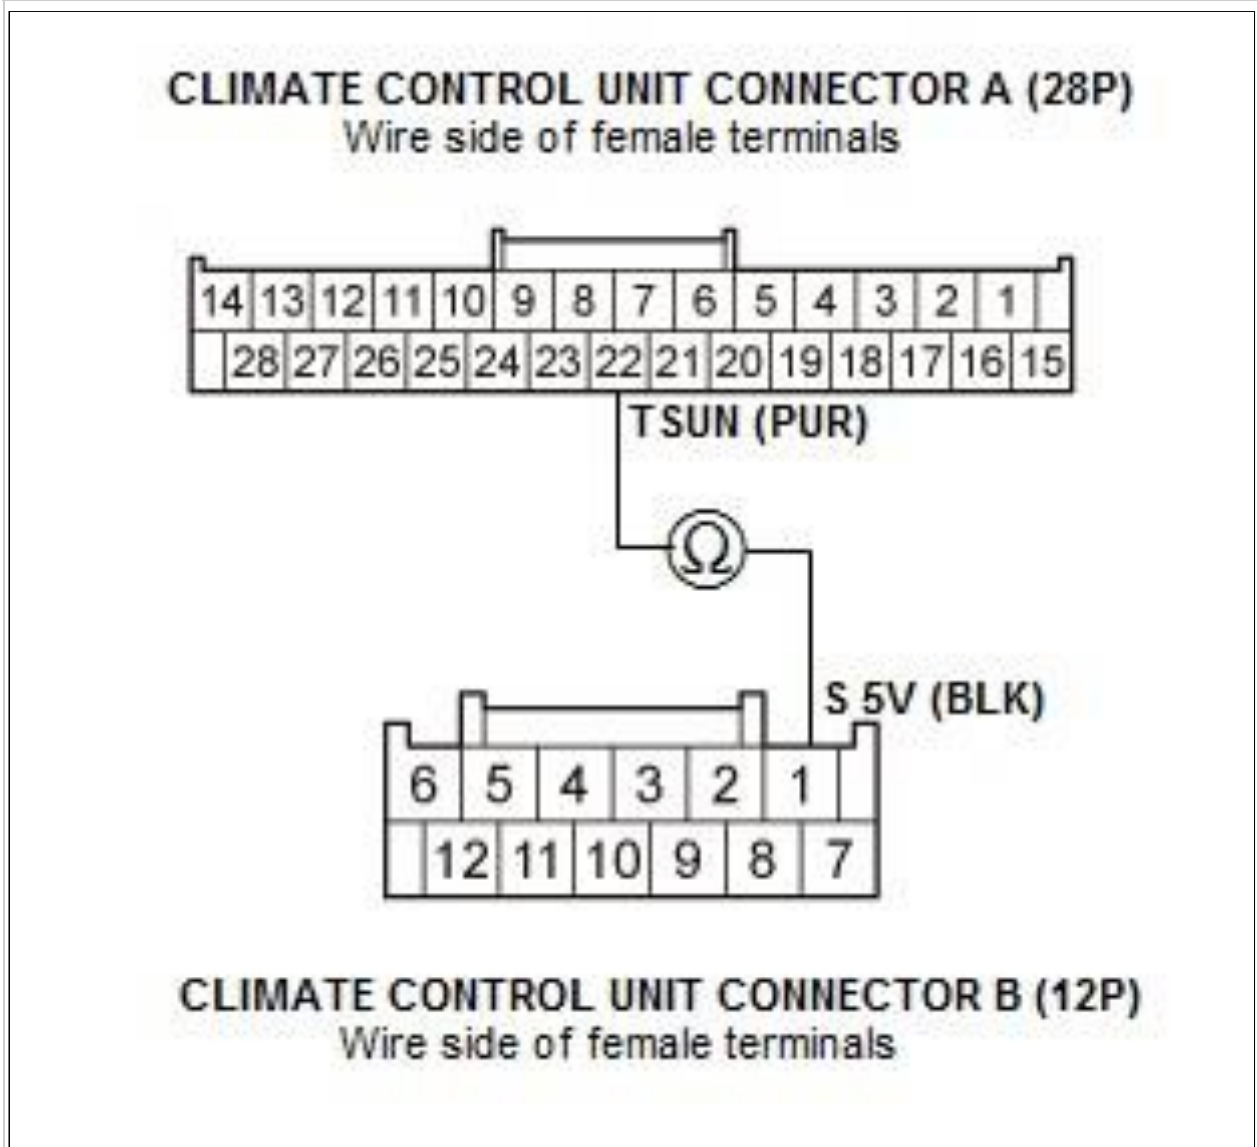 CLIMATE CONTROL UNIT CONNECTOR A (28P)
Wire side of female terminals
14 13 12 11 10 9 8 7 6 5 4 3 2 1
28 27 26 25 24 23 22 21 20 19 18 17 16 15
TSUN (PUR)
Ω
S 5V (BLK)
6 5 4 3 2 1
12 11 10 9 8 7
CLIMATE CONTROL UNIT CONNECTOR B (12P)
Wire side of female terminals